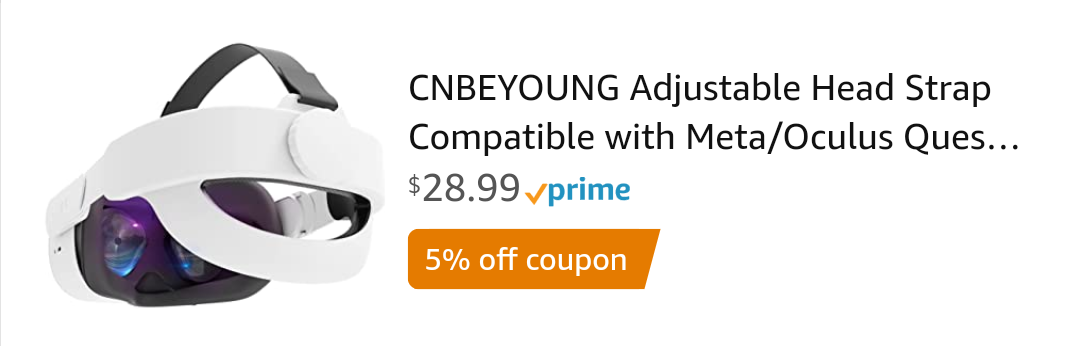 CNBEYOUNG Adjustable Head Strap
Compatible with Meta/Oculus Ques...
$28.99 prime
5% off coupon